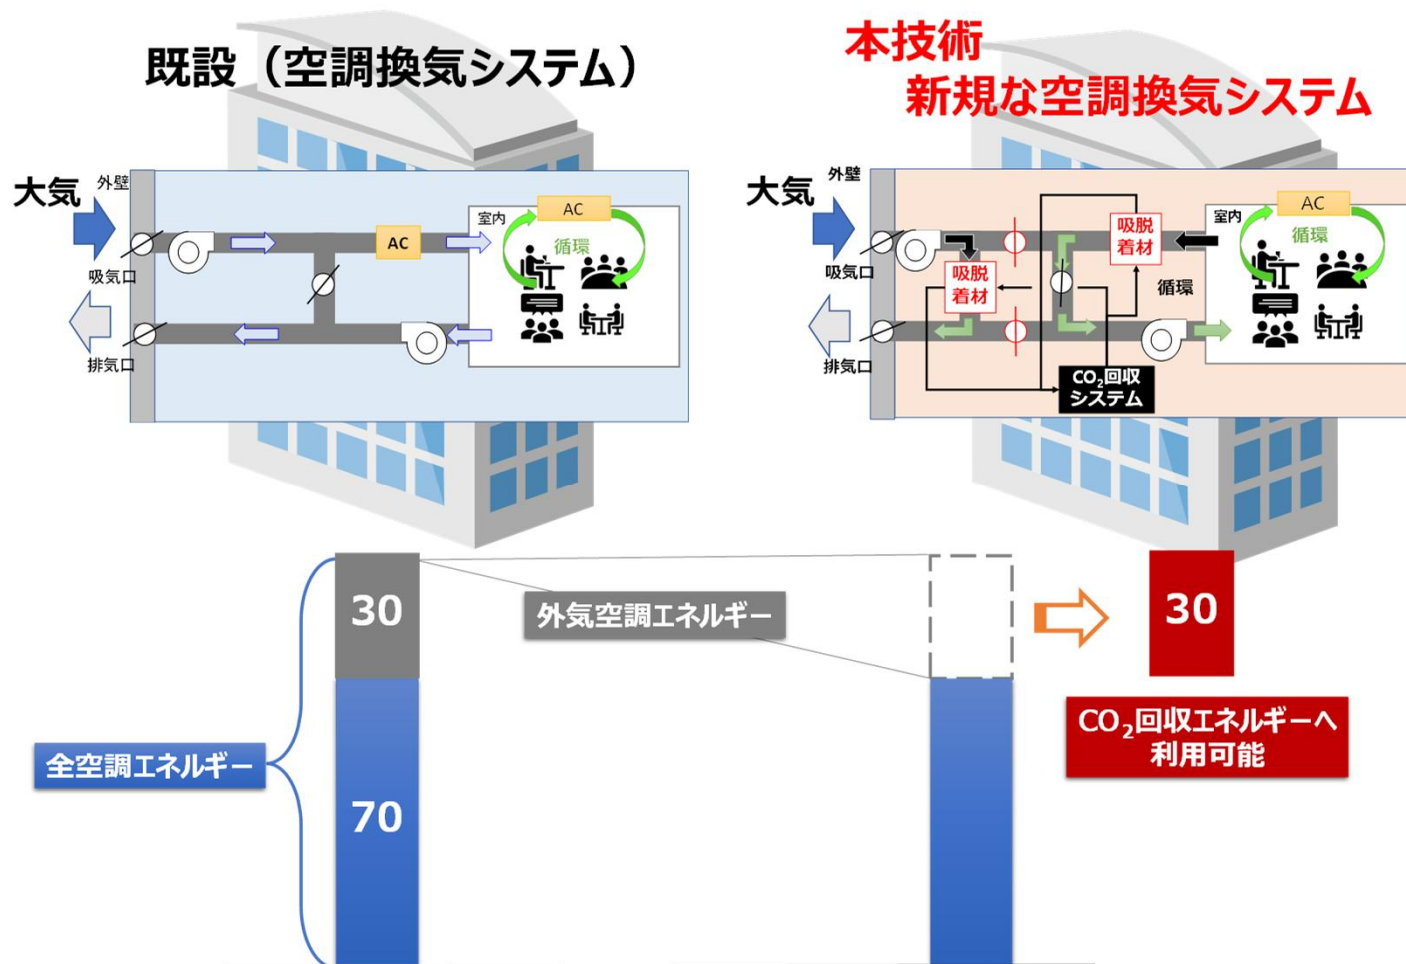 既設（空調換気システム）
大気
外壁
吸気口
排気口
AC
室内
AC
循環
本技術
新規な空調換気システム
大気
外壁
吸気口
排気口
吸脱
着材
吸脱
着材
循環
室内
AC
循環
CO₂回収
システム
30
70
全空調エネルギー
外気空調エネルギー
30
CO₂回収エネルギーへ
利用可能